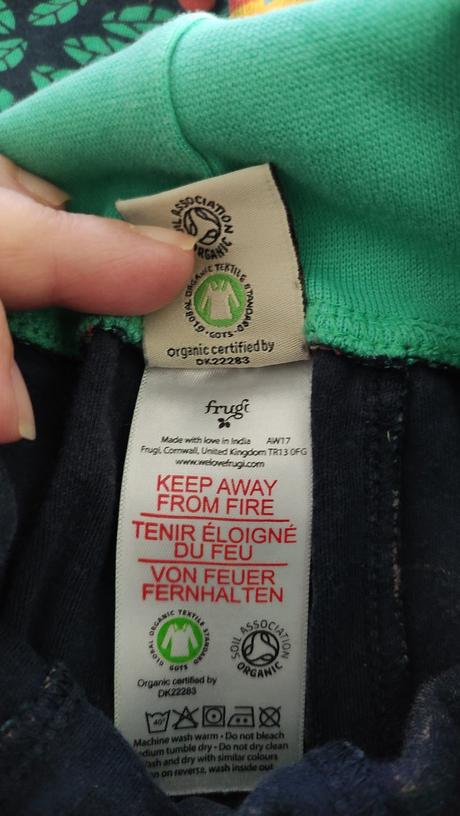 SOIL ASSOCIATION
ORGANIC
GLOBAL ORGANIC TEXTILE STANDARD
· GOTS ·
Organic certified by
DK22283
frugi
Made with love in India AW17
Frugi, Cornwall, United Kingdom TR13 0FG
www.welovefrugi.com
KEEP AWAY
FROM FIRE
TENIR ÉLOIGNÉ
DU FEU
VON FEUER
FERNHALTEN
GLOBAL ORGANIC TEXTILE STANDARD
GOTS
SOIL ASSOCIATION
ORGANIC
Organic certified by
DK22283
40°
Machine wash warm • Do not bleach
medium tumble dry • Do not dry clean
Wash and dry with similar colours
on reverse, wash inside out